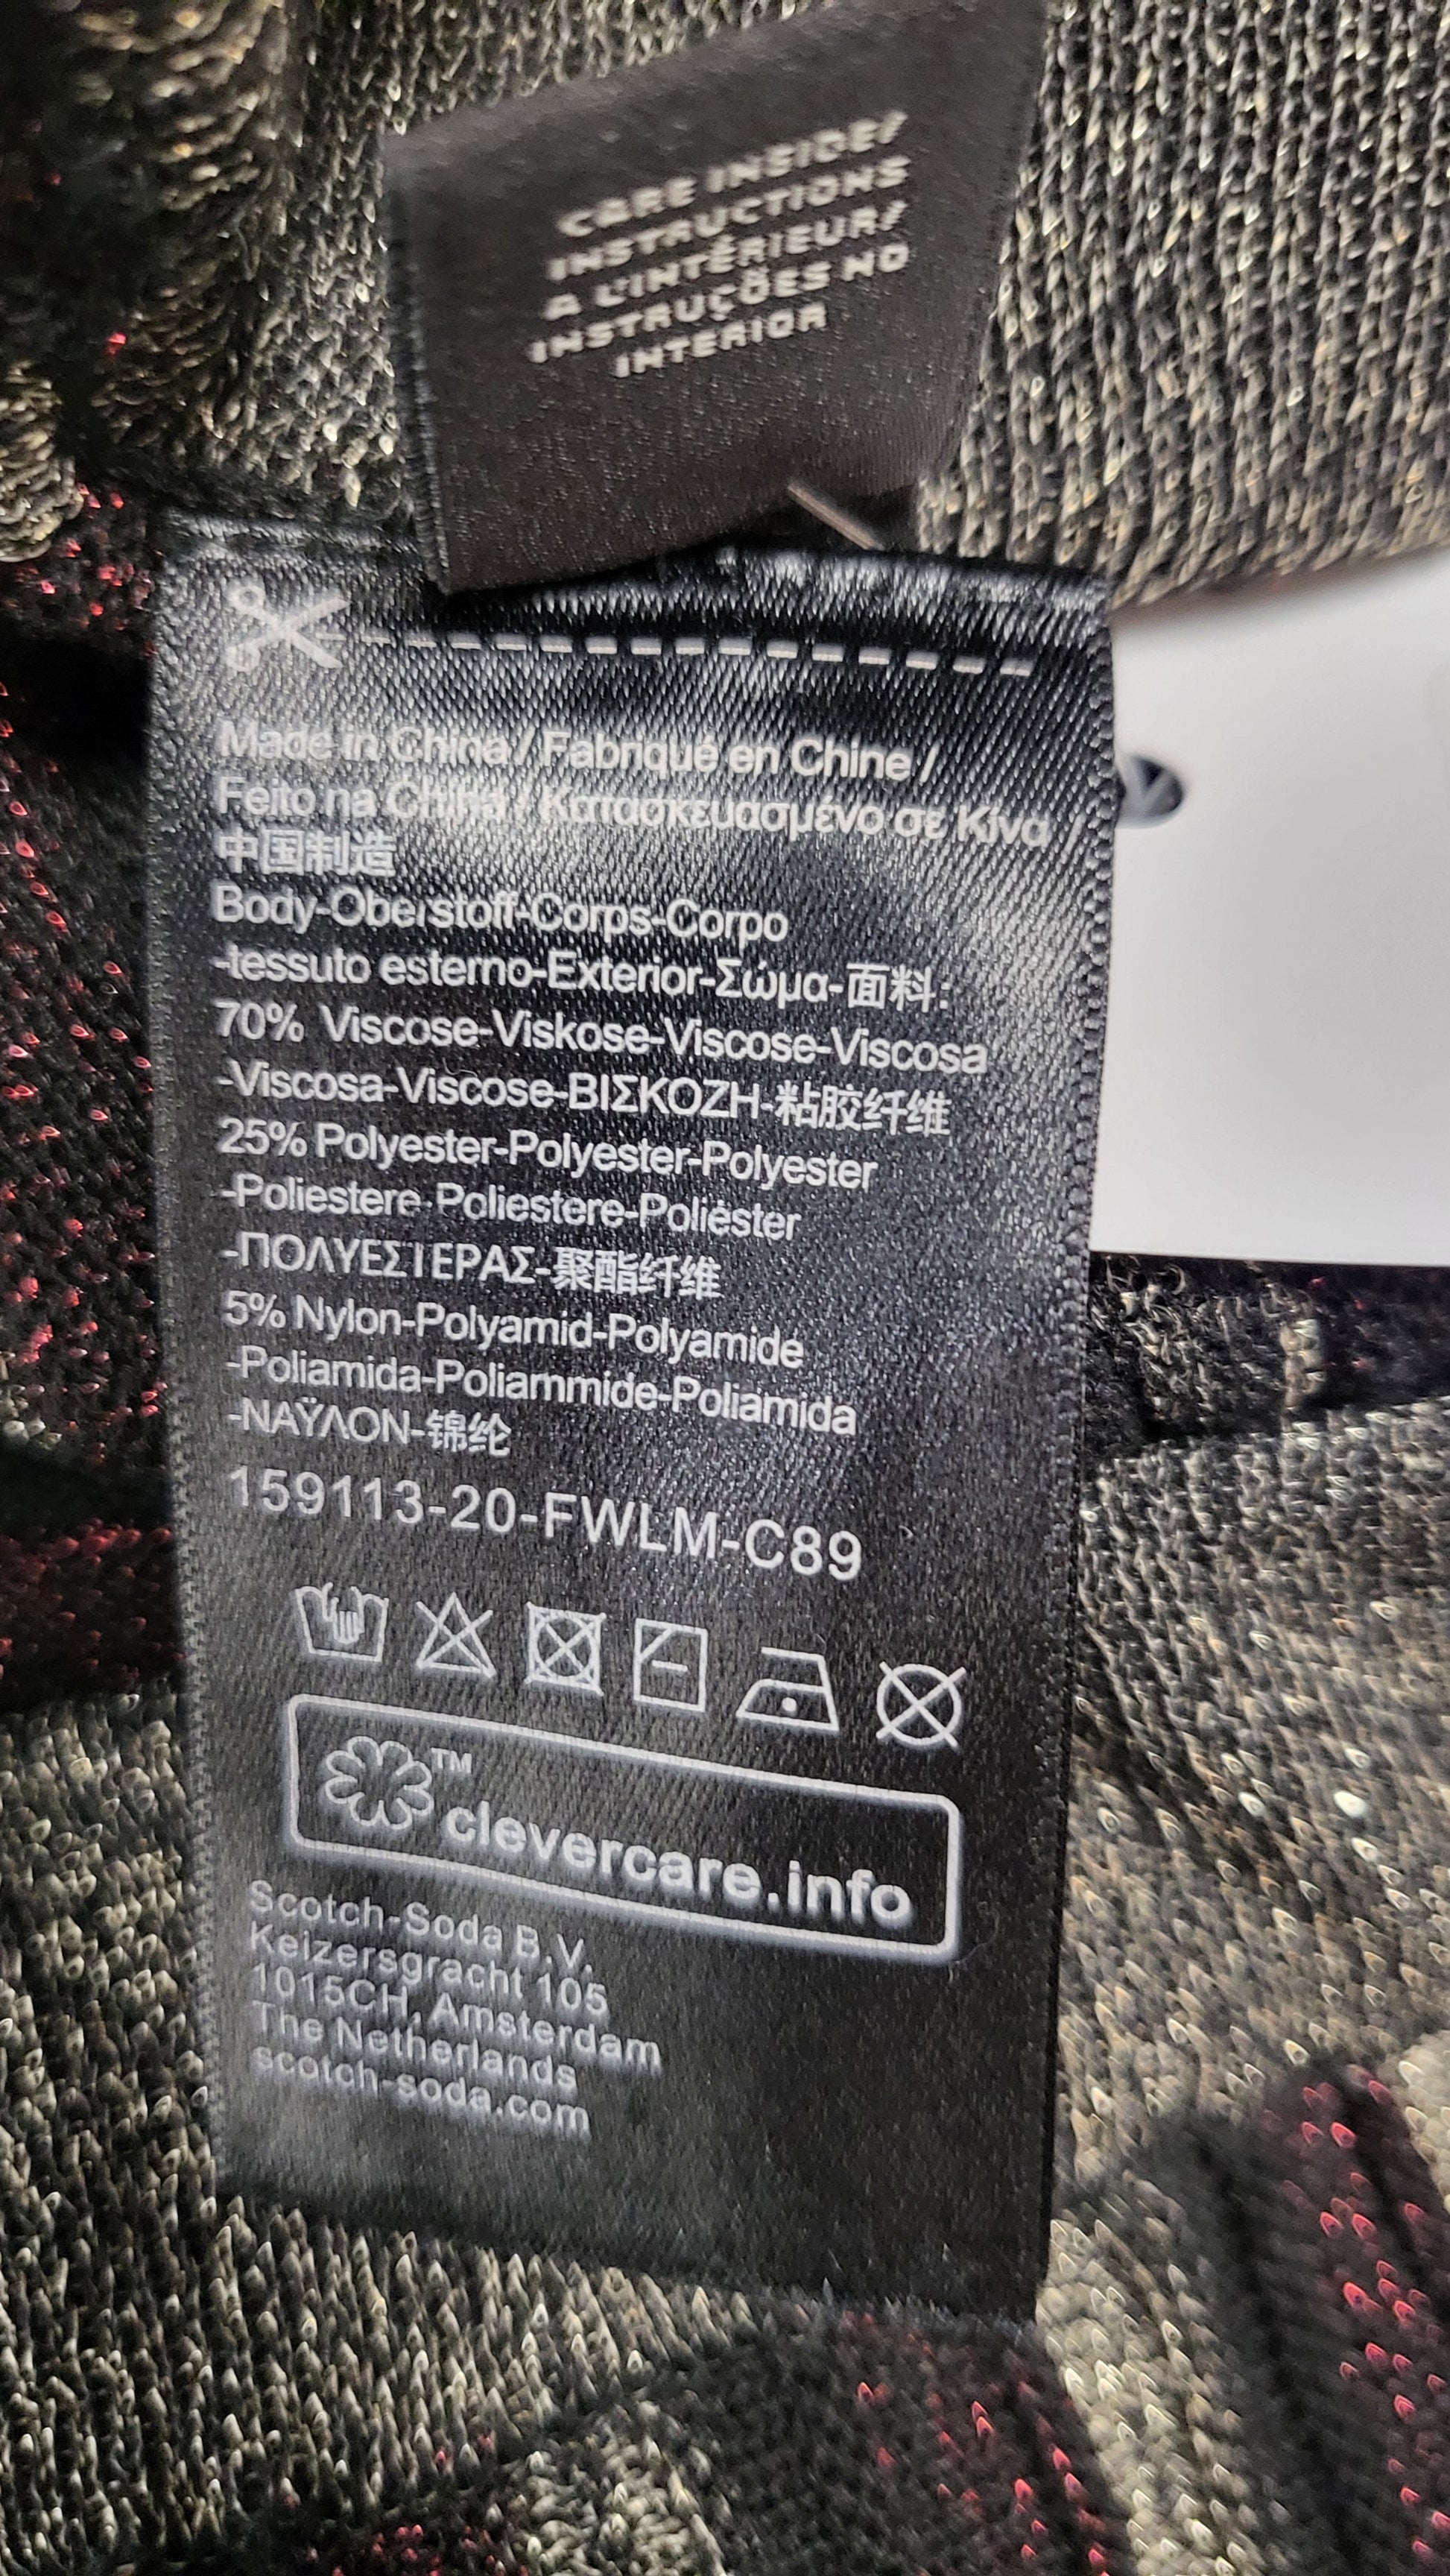 CARE INSIDE/
INSTRUCTIONS
A L'INTÉRIEUR/
INSTRUÇÕES NO
INTERIOR
Made in China / Fabriqué en Chine /
Feito na China / Κατασκευασμένο σε Κίνα /
中国制造
Body-Oberstoff-Corps-Corpo
-tessuto esterno-Exterior-Σώμα-面料:
70% Viscose-Viskose-Viscose-Viscosa
-Viscosa-Viscose-ΒΙΣΚΟΖΗ-粘胶纤维
25% Polyester-Polyester-Polyester
-Poliestere-Poliestere-Poliéster
-ΠΟΛΥΕΣΤΕΡΑΣ-聚酯纤维
5% Nylon-Polyamid-Polyamide
-Poliamida-Poliammide-Poliamida
-ΝΑΫΛΟΝ-锦纶
159113-20-FWLM-C89
TM
clevercare.info
Scotch-Soda B.V.
Keizersgracht 105
1015CH, Amsterdam
The Netherlands
scotch-soda.com